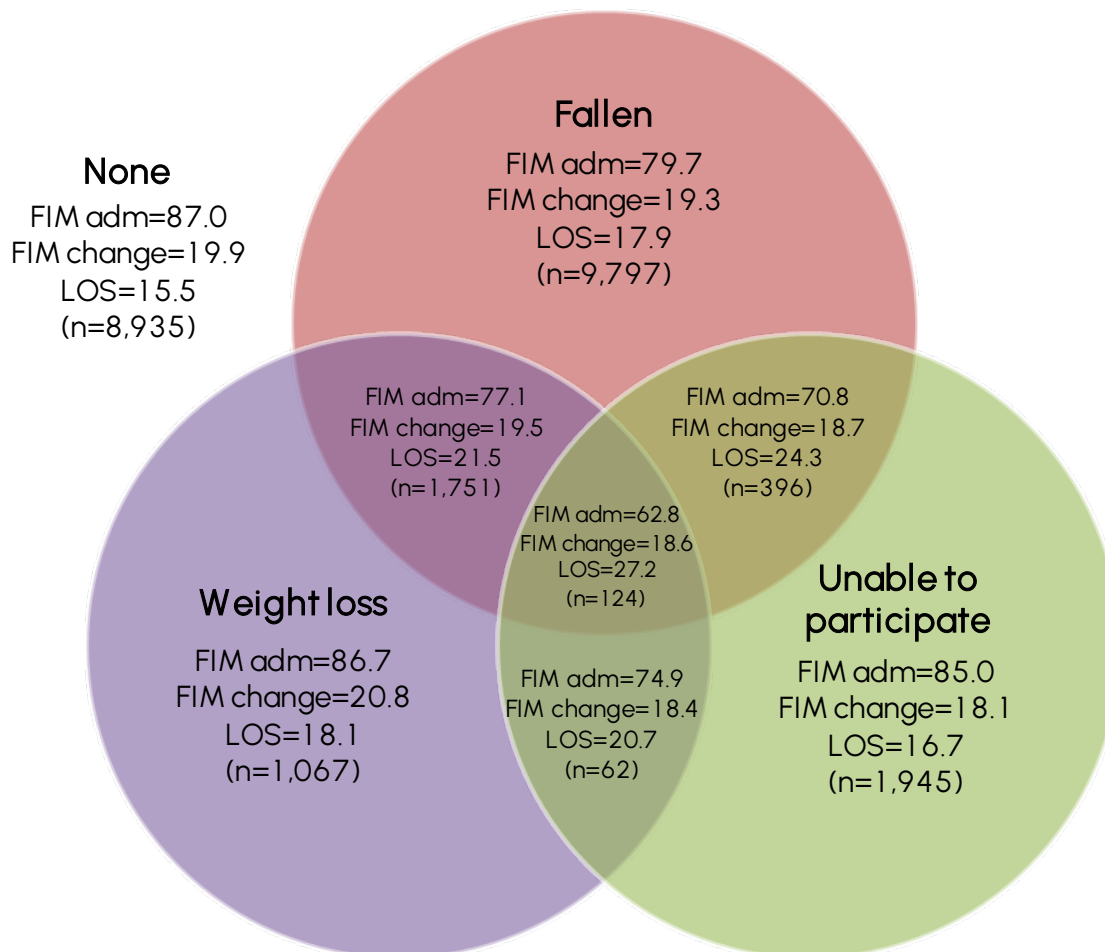 Fallen
FIM adm=79.7
FIM change=19.3
LOS=17.9
(n=9,797)
None
FIM adm=87.0
FIM change=19.9
LOS=15.5
(n=8,935)
FIM adm=77.1
FIM change=19.5
LOS=21.5
(n=1,751)
FIM adm=70.8
FIM change=18.7
LOS=24.3
(n=396)
FIM adm=62.8
FIM change=18.6
LOS=27.2
(n=124)
Weight loss
FIM adm=86.7
FIM change=20.8
LOS=18.1
(n=1,067)
FIM adm=74.9
FIM change=18.4
LOS=20.7
(n=62)
Unable to
participate
FIM adm=85.0
FIM change=18.1
LOS=16.7
(n=1,945)